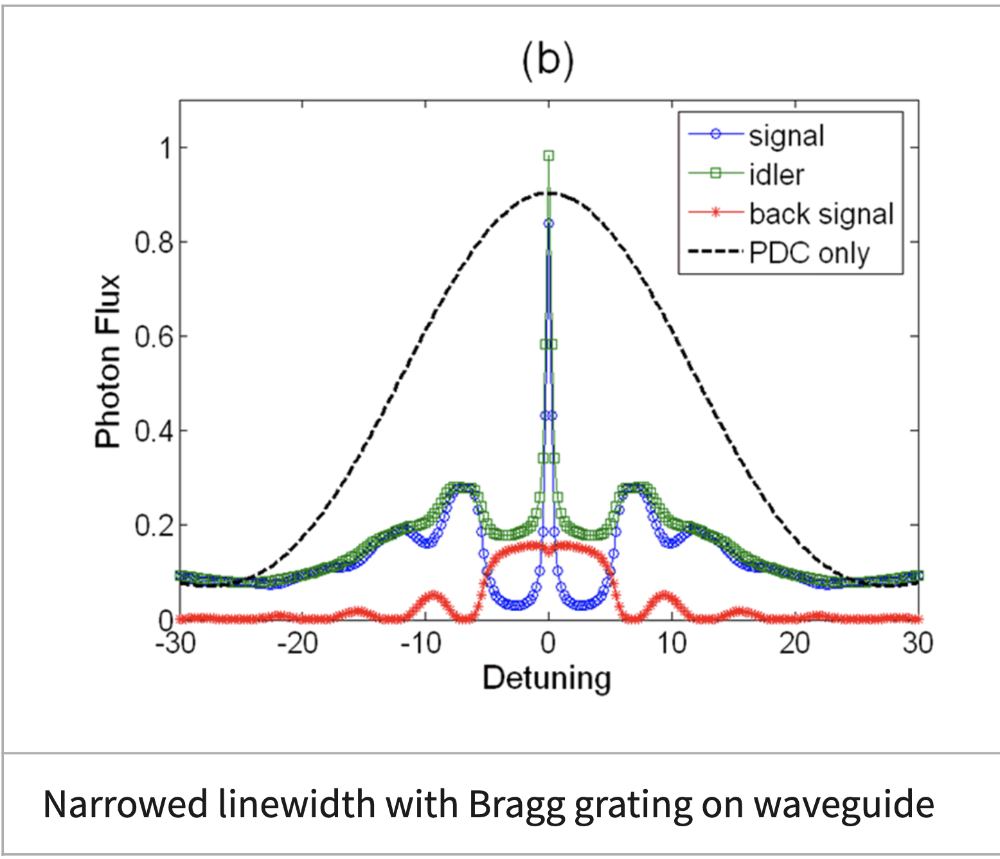 (b)
signal
idler
back signal
PDC only
Photon Flux
1
0.8
0.6
0.4
0.2
0
-30 -20 -10 0 10 20 30
Detuning
Narrowed linewidth with Bragg grating on waveguide